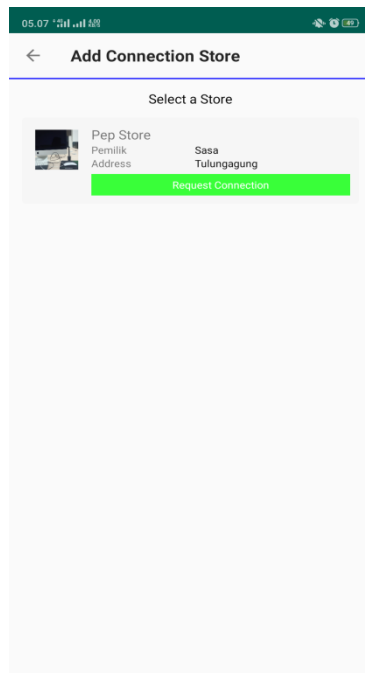 05.07
Add Connection Store
Select a Store
Pep Store
Pemilik Sasa
Address Tulungagung
Request Connection